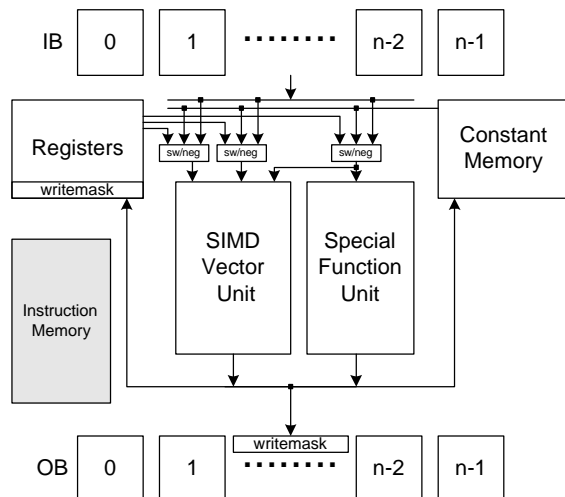 IB 0 1 ········ n-2 n-1
Registers
writemask
sw/neg sw/neg sw/neg
Constant
Memory
SIMD
Vector
Unit
Special
Function
Unit
Instruction
Memory
writemask
OB 0 1 ········ n-2 n-1